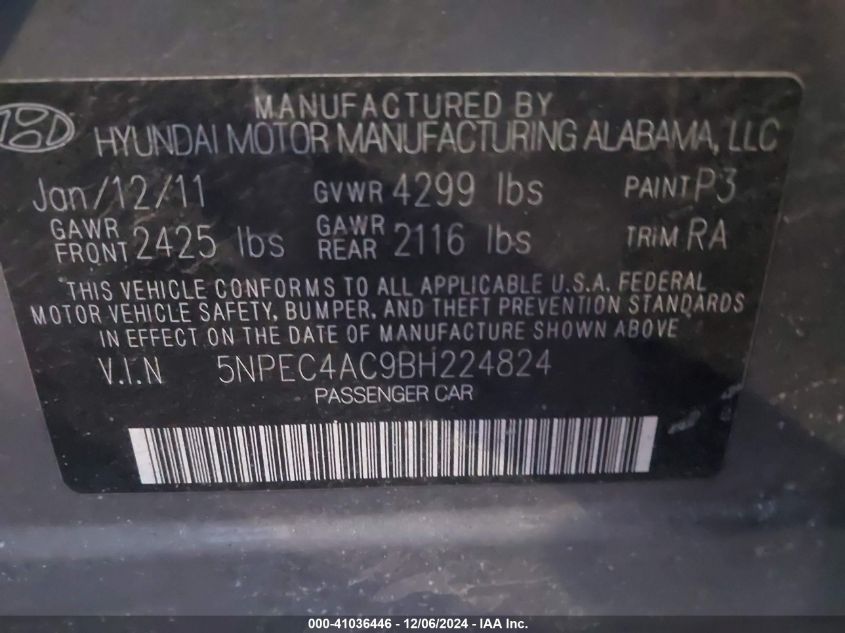 MANUFACTURED BY
HYUNDAI MOTOR MANUFACTURING ALABAMA, LLC
Jan/12/11 GVWR 4299 lbs PAINT P3
GAWR FRONT 2425 lbs GAWR REAR 2116 lbs TRIM RA
THIS VEHICLE CONFORMS TO ALL APPLICABLE U.S.A. FEDERAL
MOTOR VEHICLE SAFETY, BUMPER, AND THEFT PREVENTION STANDARDS
IN EFFECT ON THE DATE OF MANUFACTURE SHOWN ABOVE
V.I.N 5NPEC4AC9BH224824
PASSENGER CAR
000-41036446 - 12/06/2024 - IAA Inc.